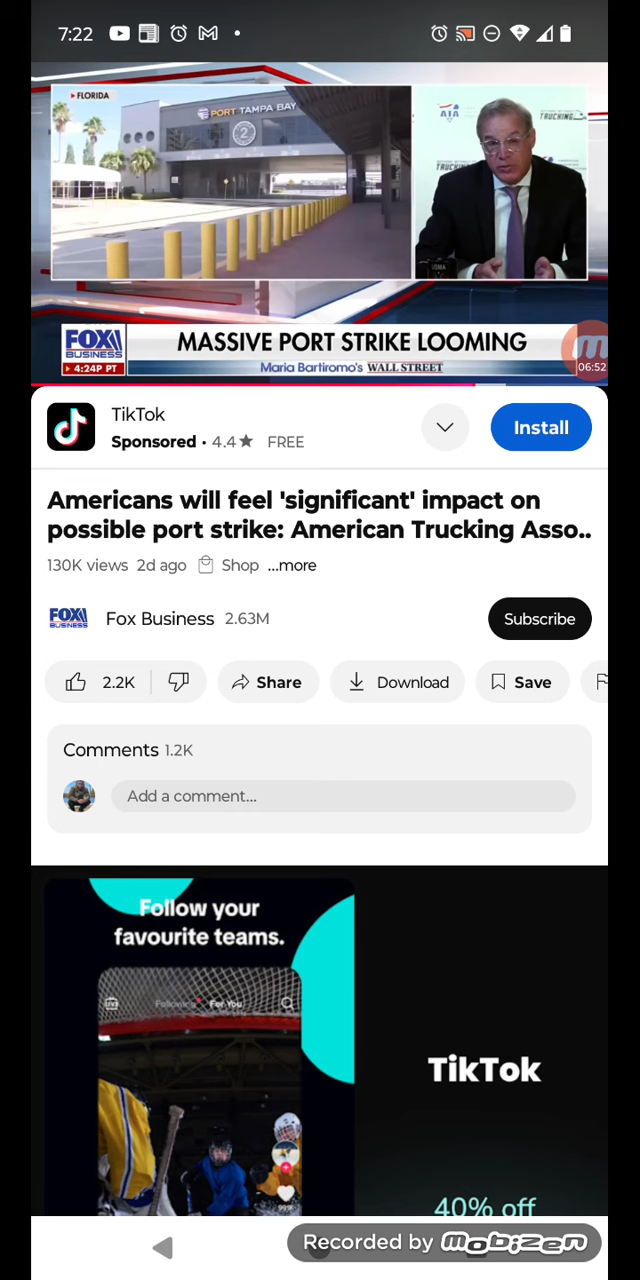 7:22
FLORIDA
PORT TAMPA BAY
2
ATA
TRUCKING
FOX
BUSINESS
4:24P PT
MASSIVE PORT STRIKE LOOMING
Maria Bartiromo's WALL STREET
06:52
TikTok
Sponsored • 4.4★ FREE
Install
Americans will feel 'significant' impact on
possible port strike: American Trucking Asso..
130K views 2d ago Shop ...more
FOX
BUSINESS
Fox Business 2.63M
Subscribe
2.2K
Share
Download
Save
Comments 1.2K
Add a comment...
Follow your
favourite teams.
LIVE
Following For You
TikTok
40% off
Recorded by mobizen